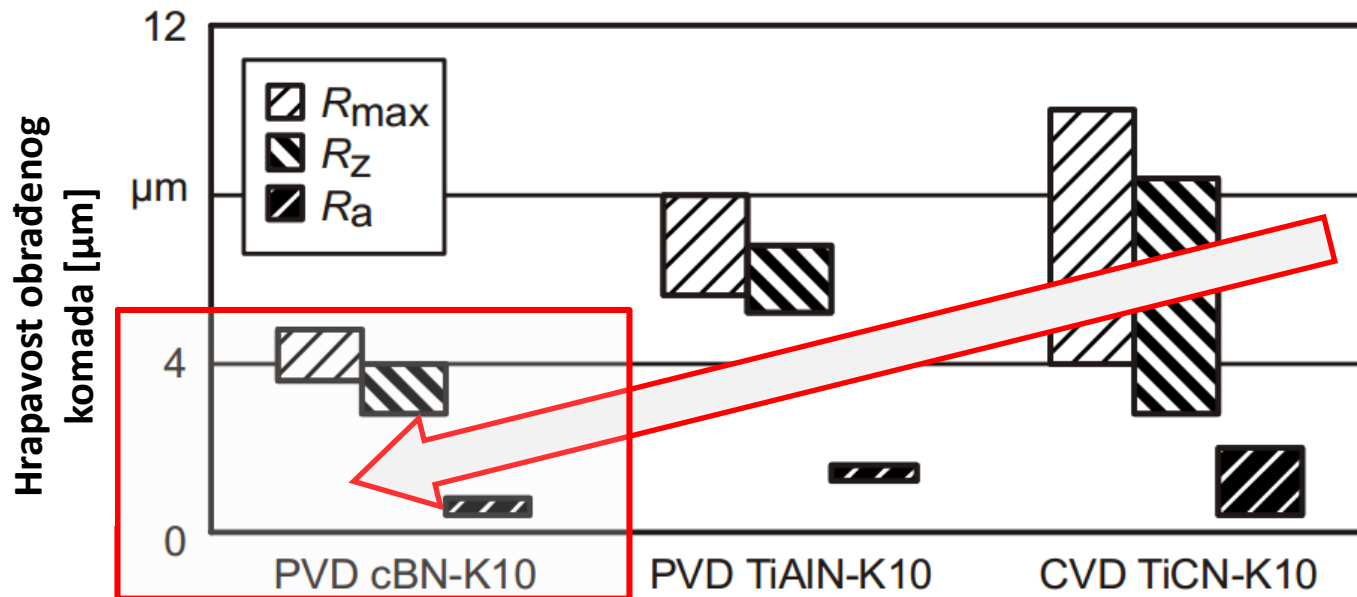 12
µm
4
0
Hrapavost obrađenog
komada [µm]
Rmax
Rz
Ra
PVD cBN-K10
PVD TiAlN-K10
CVD TiCN-K10